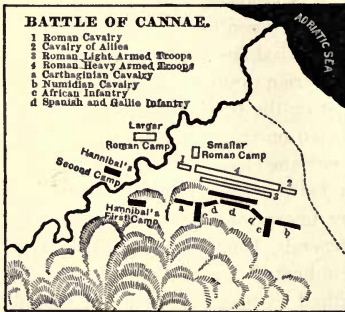 BATTLE OF CANNAE.
1 Roman Cavalry
2 Cavalry of Allies
3 Roman Light Armed Troops
4 Roman Heavy Armed Troops
a Carthaginian Cavalry
b Numidian Cavalry
c African Infantry
d Spanish and Gallic Infantry
ADRIATIC SEA
Larger
Roman Camp
Smaller
Roman Camp
Hannibal's
Second Camp
Hannibal's
First Camp
1
4
3
2
a
c
d
d
d
c
b